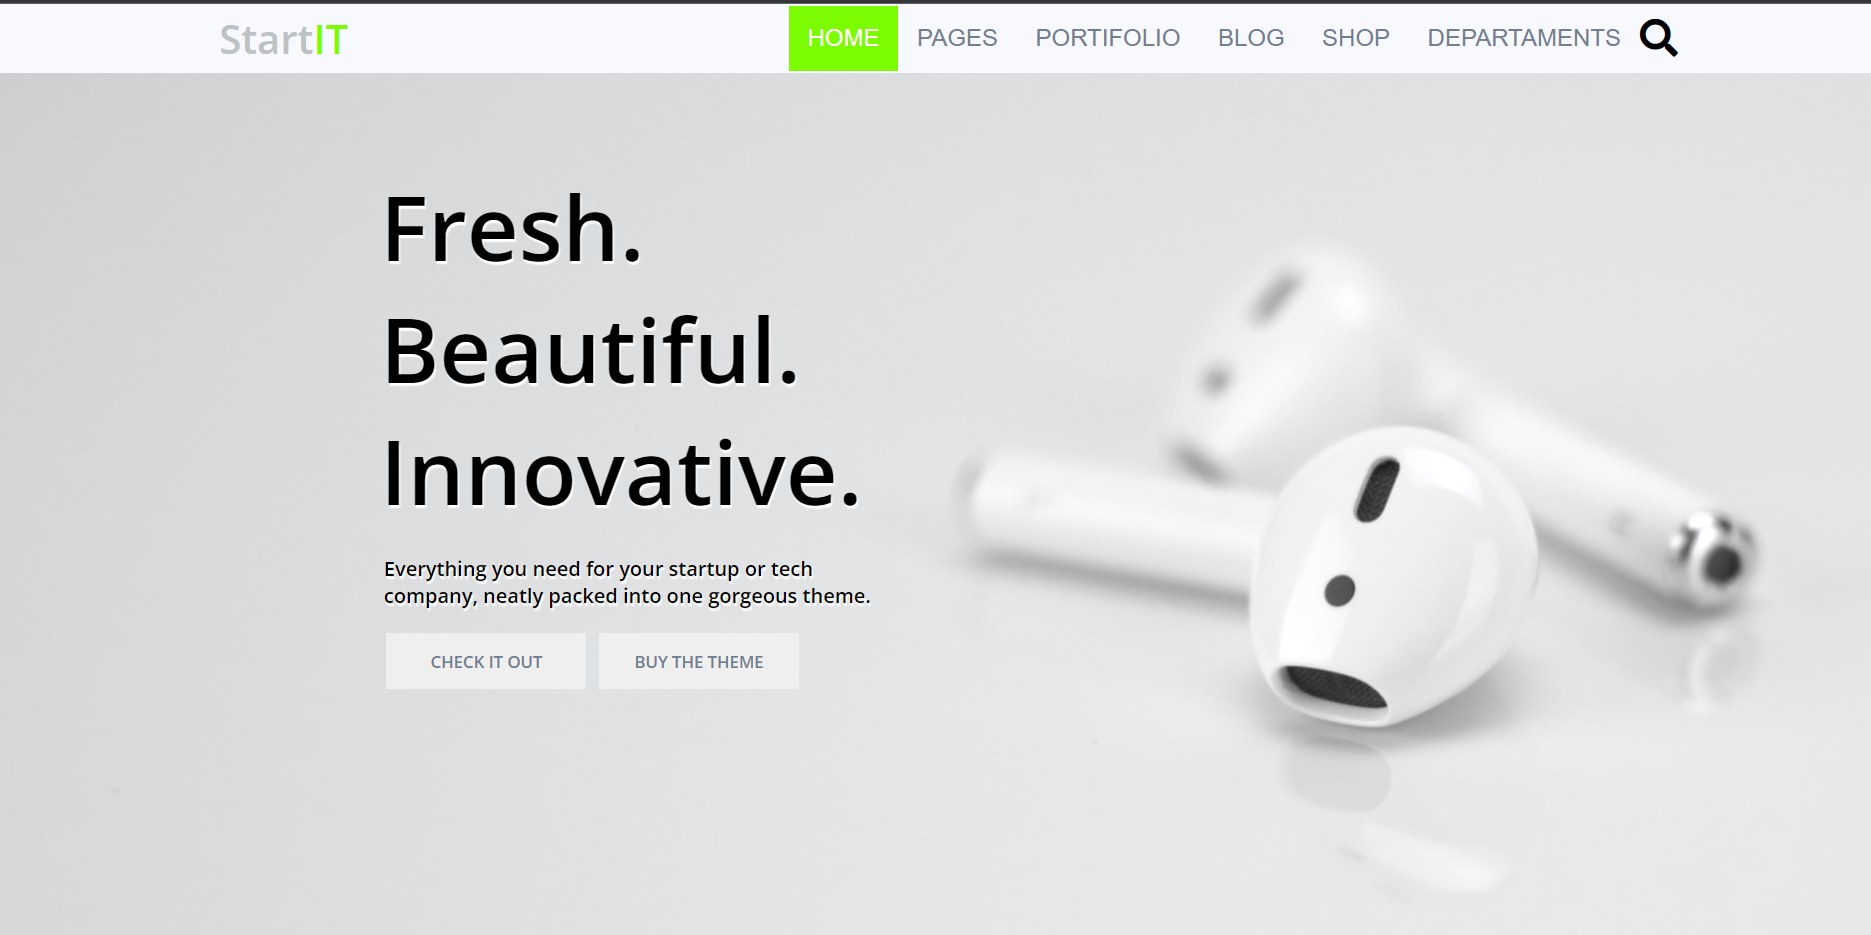 StartIT
HOME PAGES PORTIFOLIO BLOG SHOP DEPARTAMENTS
Fresh.
Beautiful.
Innovative.
Everything you need for your startup or tech
company, neatly packed into one gorgeous theme.
CHECK IT OUT BUY THE THEME